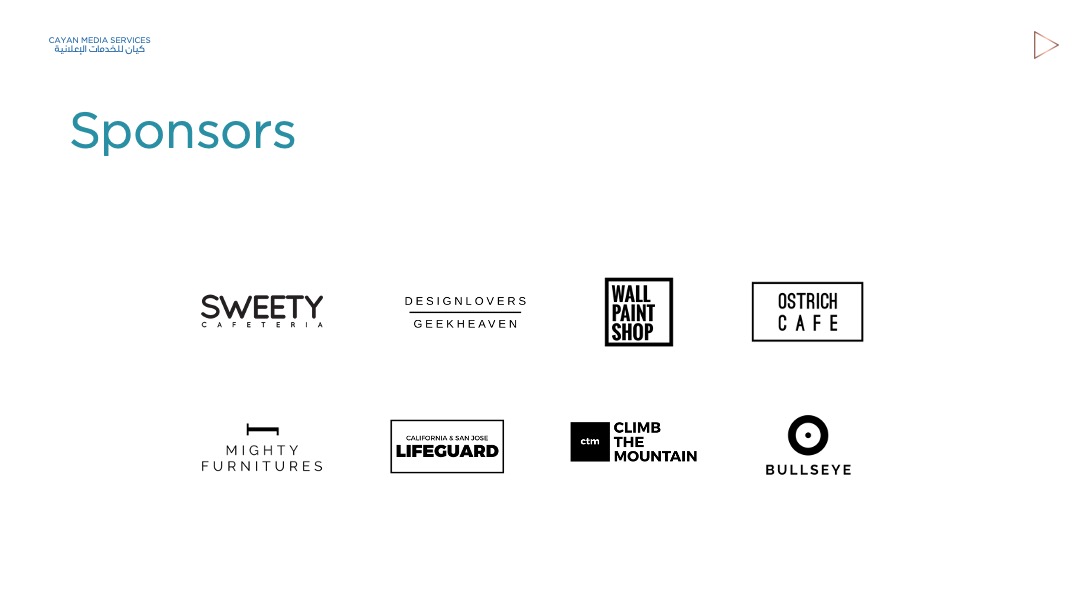 CAYAN MEDIA SERVICES
كيان للخدمات الإعلانية
Sponsors
SWEETY
CAFETERIA
DESIGNLOVERS
GEEKHEAVEN
WALL
PAINT
SHOP
OSTRICH
CAFE
MIGHTY
FURNITURES
CALIFORNIA & SAN JOSE
LIFEGUARD
ctm
CLIMB
THE
MOUNTAIN
BULLSEYE